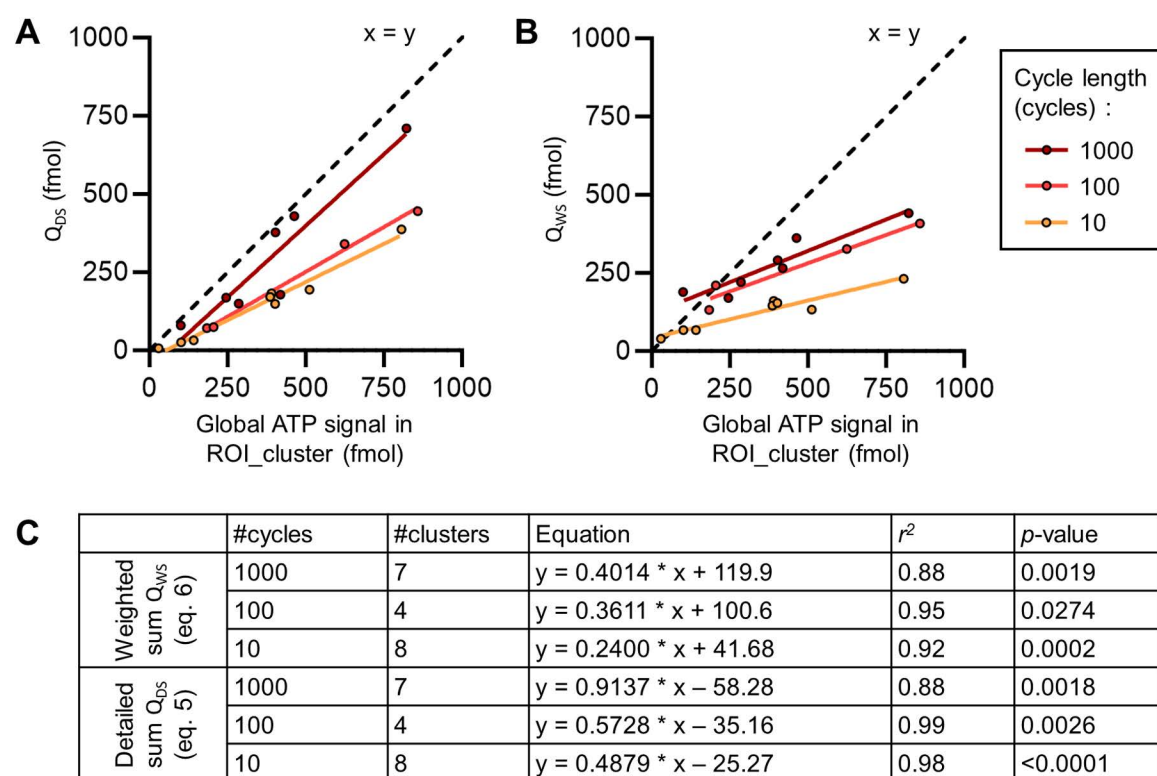 A
x = y
1000
750
500
250
0
Q_DS (fmol)
0 250 500 750 1000
Global ATP signal in
ROI_cluster (fmol)
B
x = y
1000
750
500
250
0
Q_WS (fmol)
0 250 500 750 1000
Global ATP signal in
ROI_cluster (fmol)
Cycle length
(cycles) :
1000
100
10
C
#cycles #clusters Equation r² p-value
Weighted
sum Q_WS
(eq. 6)
1000 7 y = 0.4014 * x + 119.9 0.88 0.0019
100 4 y = 0.3611 * x + 100.6 0.95 0.0274
10 8 y = 0.2400 * x + 41.68 0.92 0.0002
Detailed
sum Q_DS
(eq. 5)
1000 7 y = 0.9137 * x – 58.28 0.88 0.0018
100 4 y = 0.5728 * x – 35.16 0.99 0.0026
10 8 y = 0.4879 * x – 25.27 0.98 <0.0001